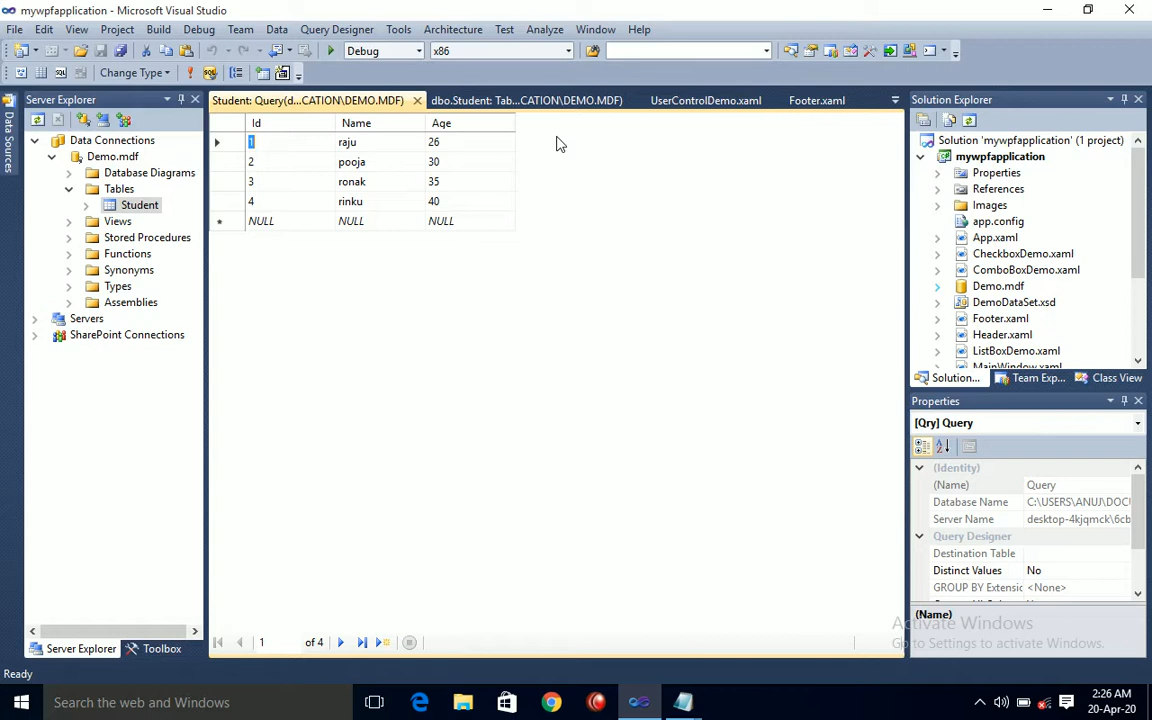 mywpfapplication - Microsoft Visual Studio
File Edit View Project Build Debug Team Data Query Designer Tools Architecture Test Analyze Window Help
Debug x86
Change Type
Data Sources
Server Explorer
Data Connections
Demo.mdf
Database Diagrams
Tables
Student
Views
Stored Procedures
Functions
Synonyms
Types
Assemblies
Servers
SharePoint Connections
Server Explorer Toolbox
Student: Query(d...CATION\DEMO.MDF) dbo.Student: Tab...CATION\DEMO.MDF) UserControlDemo.xaml Footer.xaml
Id Name Age
1 raju 26
2 pooja 30
3 ronak 35
4 rinku 40
NULL NULL NULL
1 of 4
Solution Explorer
Solution 'mywpfapplication' (1 project)
mywpfapplication
Properties
References
Images
app.config
App.xaml
CheckboxDemo.xaml
ComboBoxDemo.xaml
Demo.mdf
DemoDataSet.xsd
Footer.xaml
Header.xaml
ListBoxDemo.xaml
MainWindow.xaml
Solution... Team Exp... Class View
Properties
[Qry] Query
(Identity)
(Name) Query
Database Name C:\USERS\ANUJ\DOCU
Server Name desktop-4kjqmck\6cb
Query Designer
Destination Table
Distinct Values No
GROUP BY Extensic <None>
(Name)
Activate Windows
Go to Settings to activate Windows.
Ready
Search the web and Windows
2:26 AM
20-Apr-20